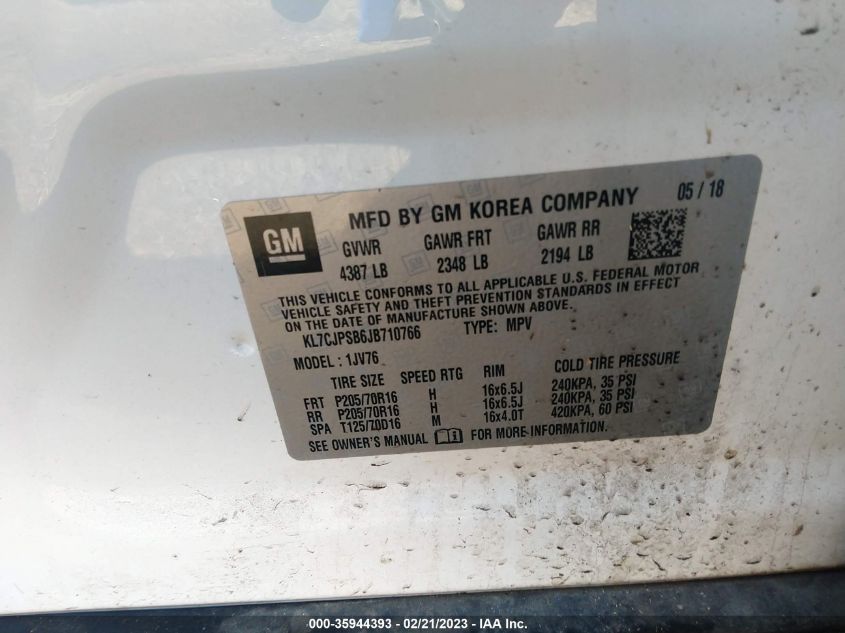 GM
MFD BY GM KOREA COMPANY 05 / 18
GVWR GAWR FRT GAWR RR
4387 LB 2348 LB 2194 LB
THIS VEHICLE CONFORMS TO ALL APPLICABLE U.S. FEDERAL MOTOR
VEHICLE SAFETY AND THEFT PREVENTION STANDARDS IN EFFECT
ON THE DATE OF MANUFACTURE SHOWN ABOVE.
KL7CJPSB6JB710766 TYPE: MPV
MODEL: 1JV76
TIRE SIZE SPEED RTG RIM COLD TIRE PRESSURE
FRT P205/70R16 H 16x6.5J 240KPA, 35 PSI
RR P205/70R16 H 16x6.5J 240KPA, 35 PSI
SPA T125/70D16 M 16x4.0T 420KPA, 60 PSI
SEE OWNER'S MANUAL FOR MORE INFORMATION.
000-35944393 - 02/21/2023 - 000-IAA Inc.